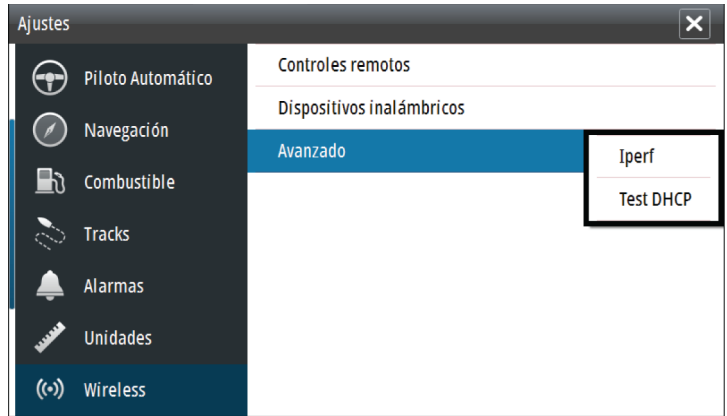 Ajustes
Piloto Automático
Navegación
Combustible
Tracks
Alarmas
Unidades
Wireless
Controles remotos
Dispositivos inalámbricos
Avanzado
Iperf
Test DHCP